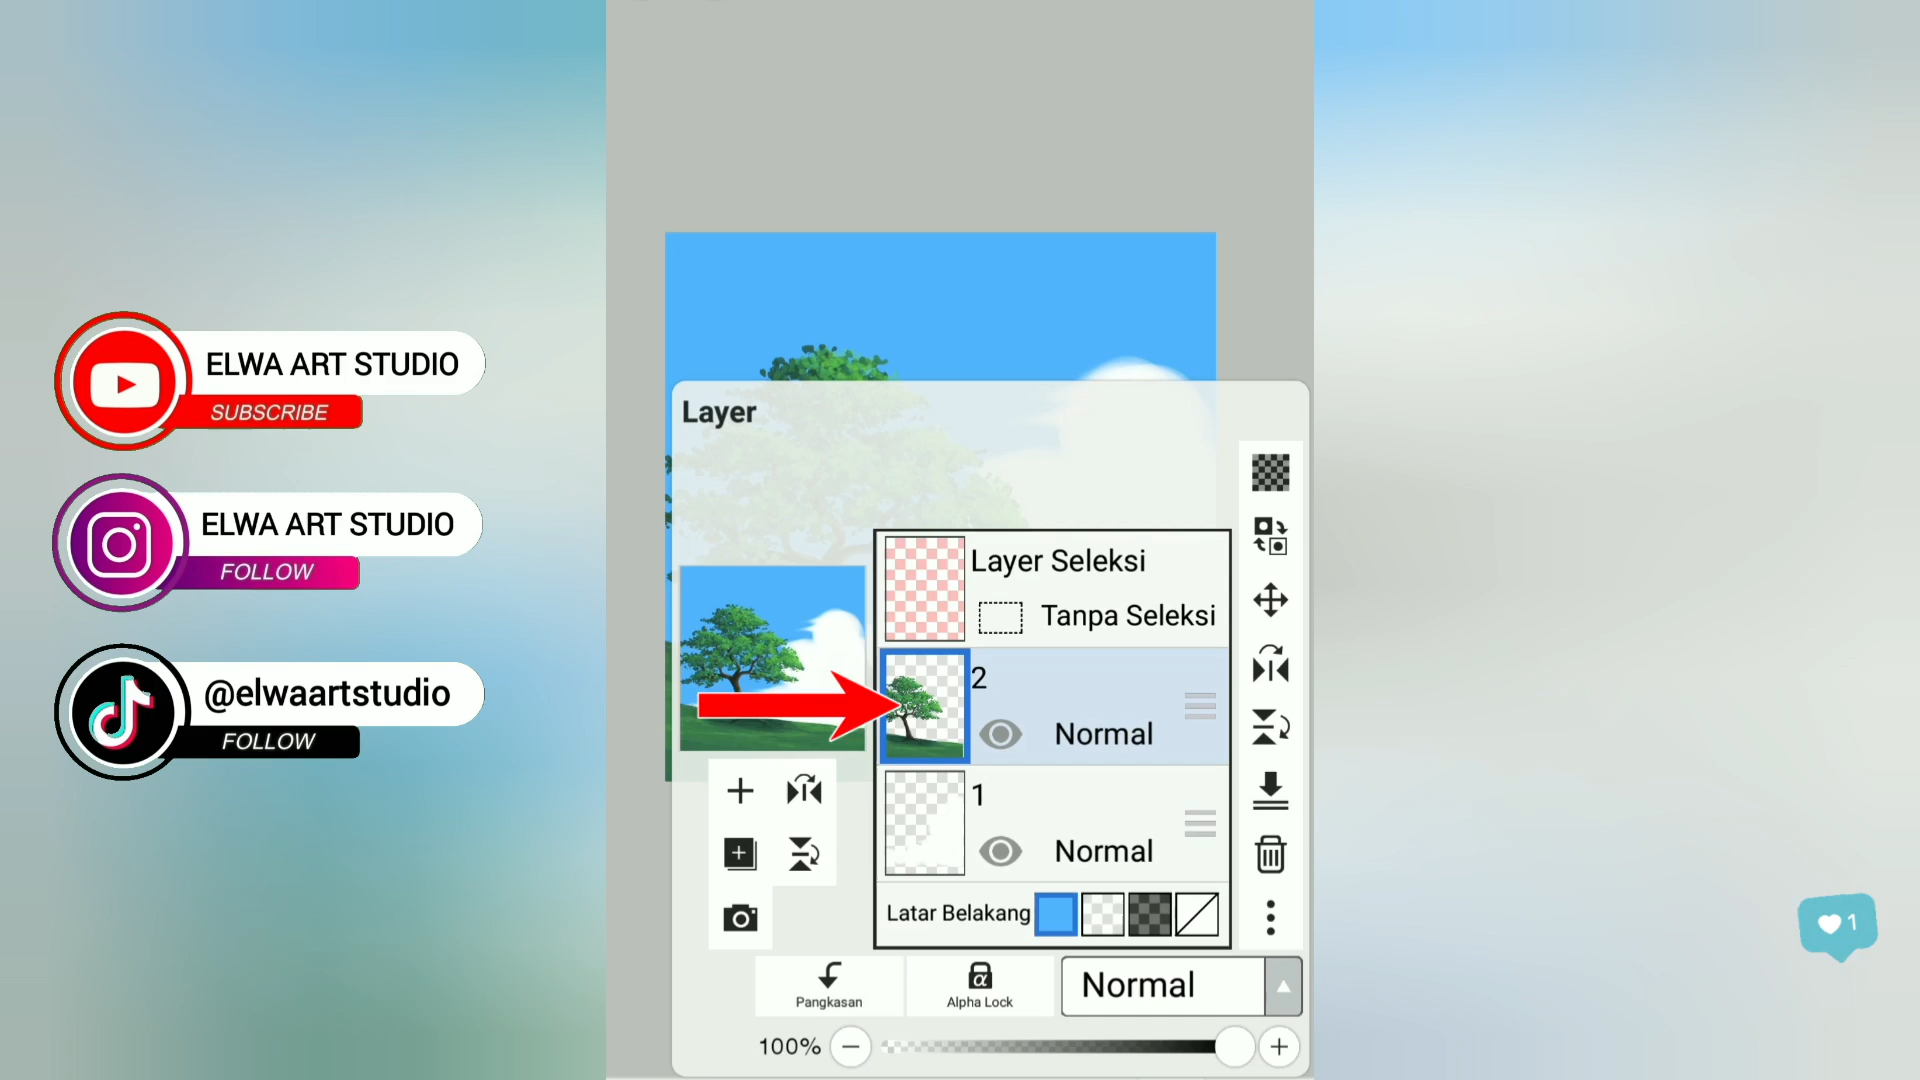 ELWA ART STUDIO
SUBSCRIBE
ELWA ART STUDIO
FOLLOW
@elwaartstudio
FOLLOW
Layer
Layer Seleksi
Tanpa Seleksi
2
Normal
1
Normal
Latar Belakang
Pangkasan
α
Alpha Lock
Normal
100%
1